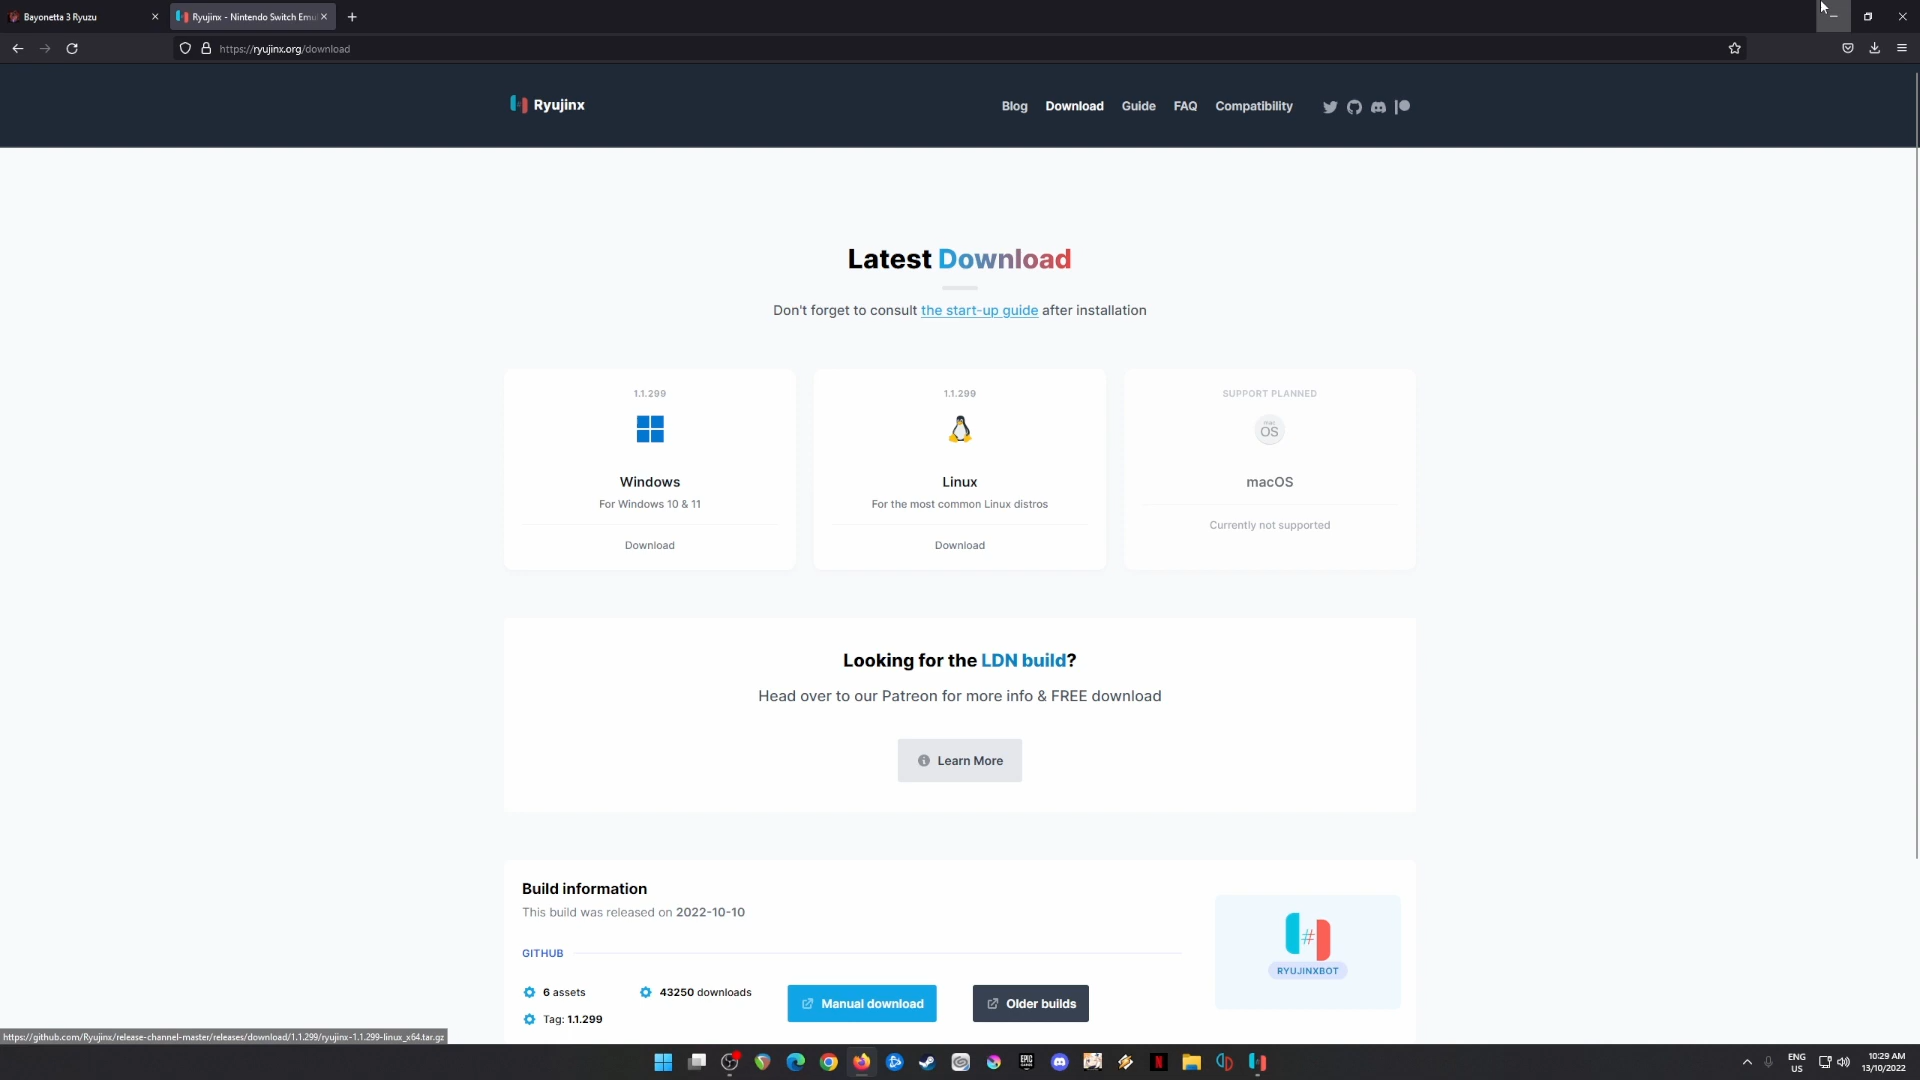 Bayonetta 3 Ryuzu
Ryujinx - Nintendo Switch Emu
https://ryujinx.org/download
Ryujinx
Blog
Download
Guide
FAQ
Compatibility
Latest Download
Don't forget to consult the start-up guide after installation
1.1.299
Windows
For Windows 10 & 11
Download
1.1.299
Linux
For the most common Linux distros
Download
SUPPORT PLANNED
mac
OS
macOS
Currently not supported
Looking for the LDN build?
Head over to our Patreon for more info & FREE download
Learn More
Build information
This build was released on 2022-10-10
GITHUB
6 assets
43250 downloads
Tag: 1.1.299
Manual download
Older builds
#
RYUJINXBOT
https://github.com/Ryujinx/release-channel-master/releases/download/1.1.299/ryujinx-1.1.299-linux_x64.tar.gz
EPIC
N
ENG
US
10:29 AM
13/10/2022